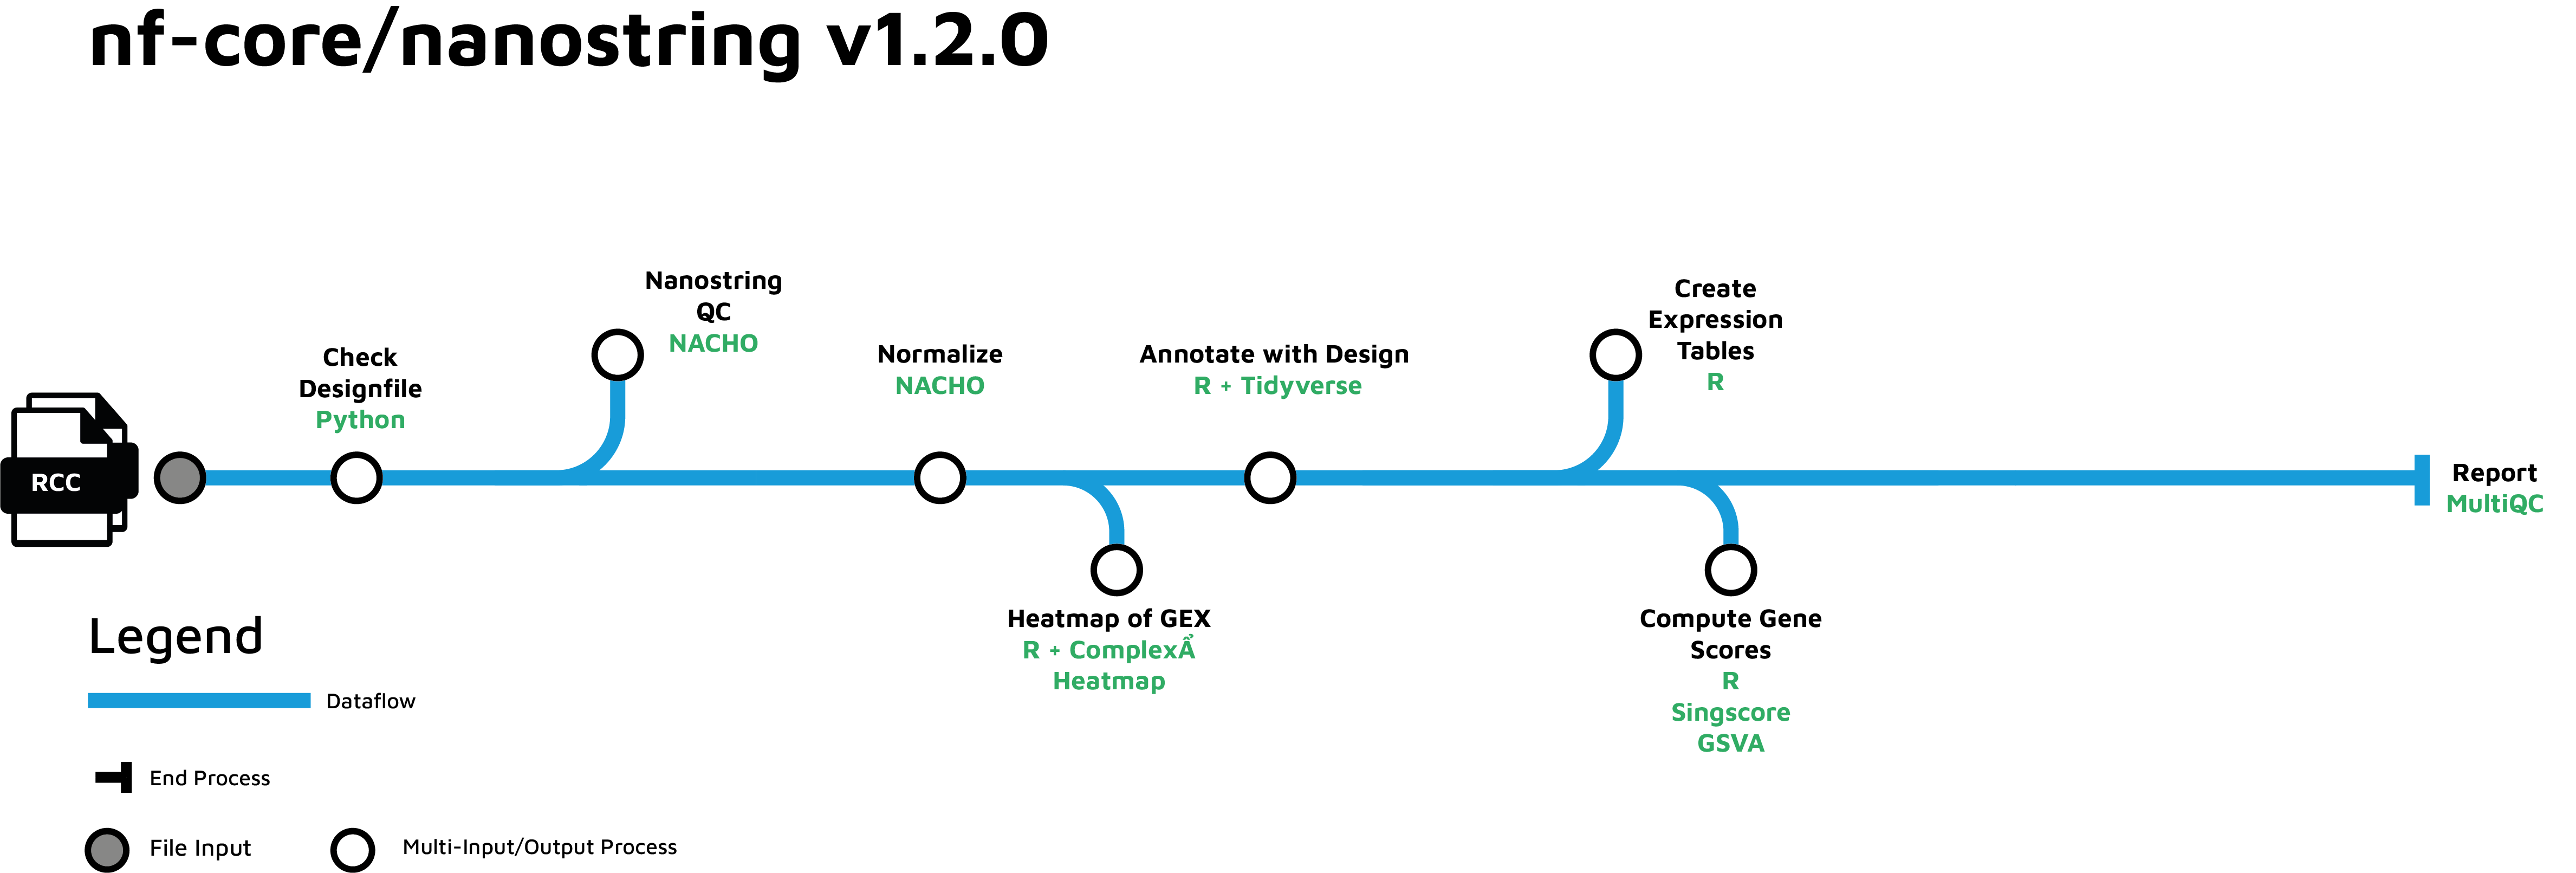 nf-core/nanostring v1.2.0
Nanostring
QC
NACHO
Create
Expression
Tables
R
Check
Designfile
Python
Normalize
NACHO
Annotate with Design
R + Tidyverse
RCC
Report
MultiQC
Heatmap of GEX
R + ComplexẨ
Heatmap
Compute Gene
Scores
R
Singscore
GSVA
Legend
Dataflow
End Process
File Input
Multi-Input/Output Process